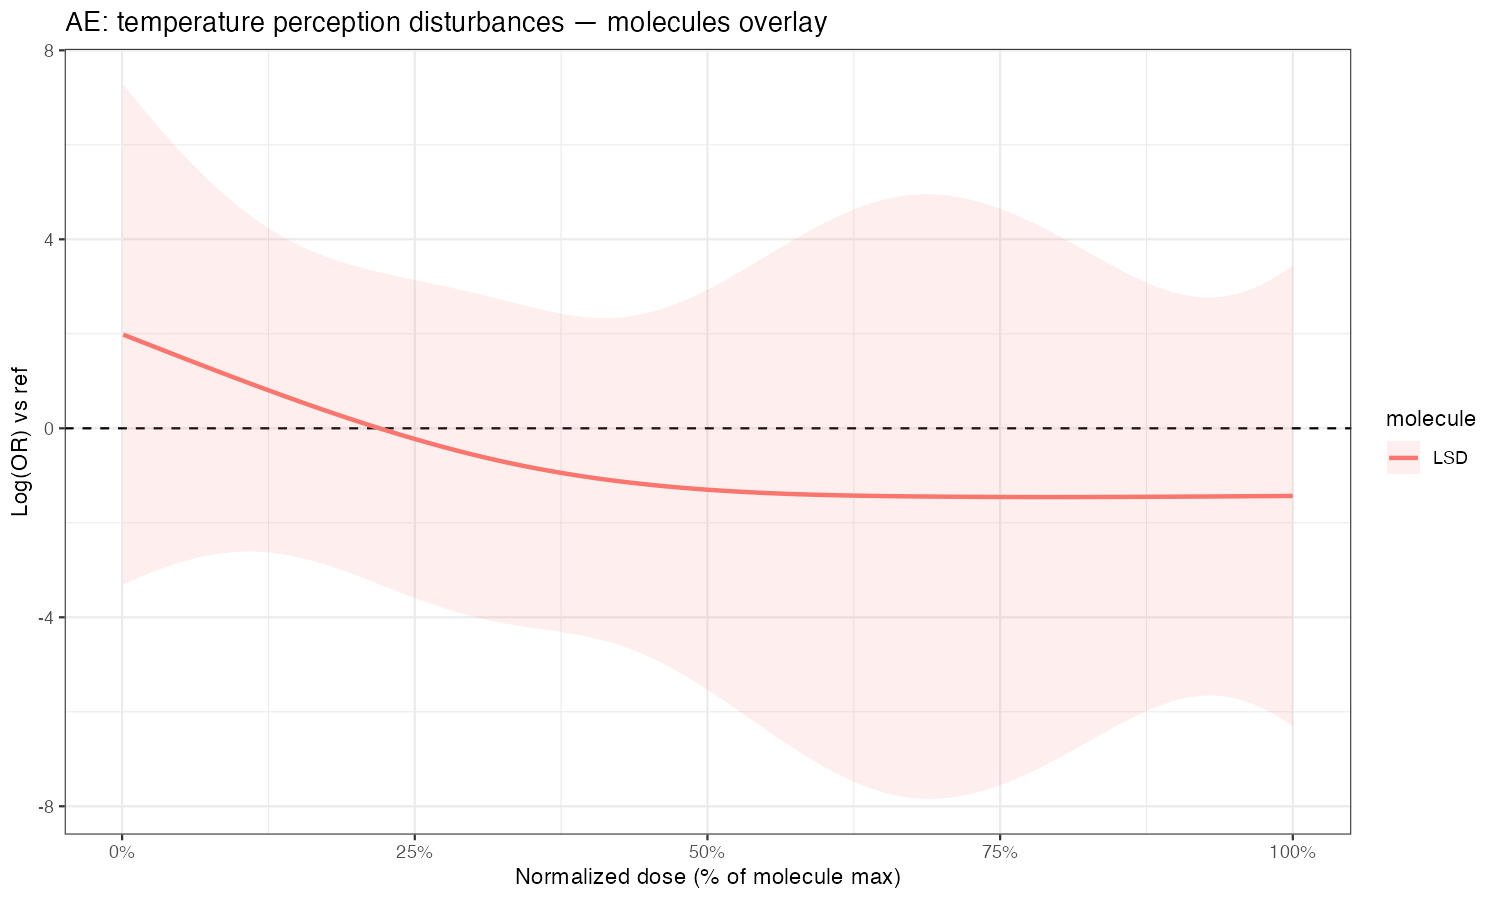 AE: temperature perception disturbances — molecules overlay
8
4
0
-4
-8
Log(OR) vs ref
0%
25%
50%
75%
100%
Normalized dose (% of molecule max)
molecule
LSD